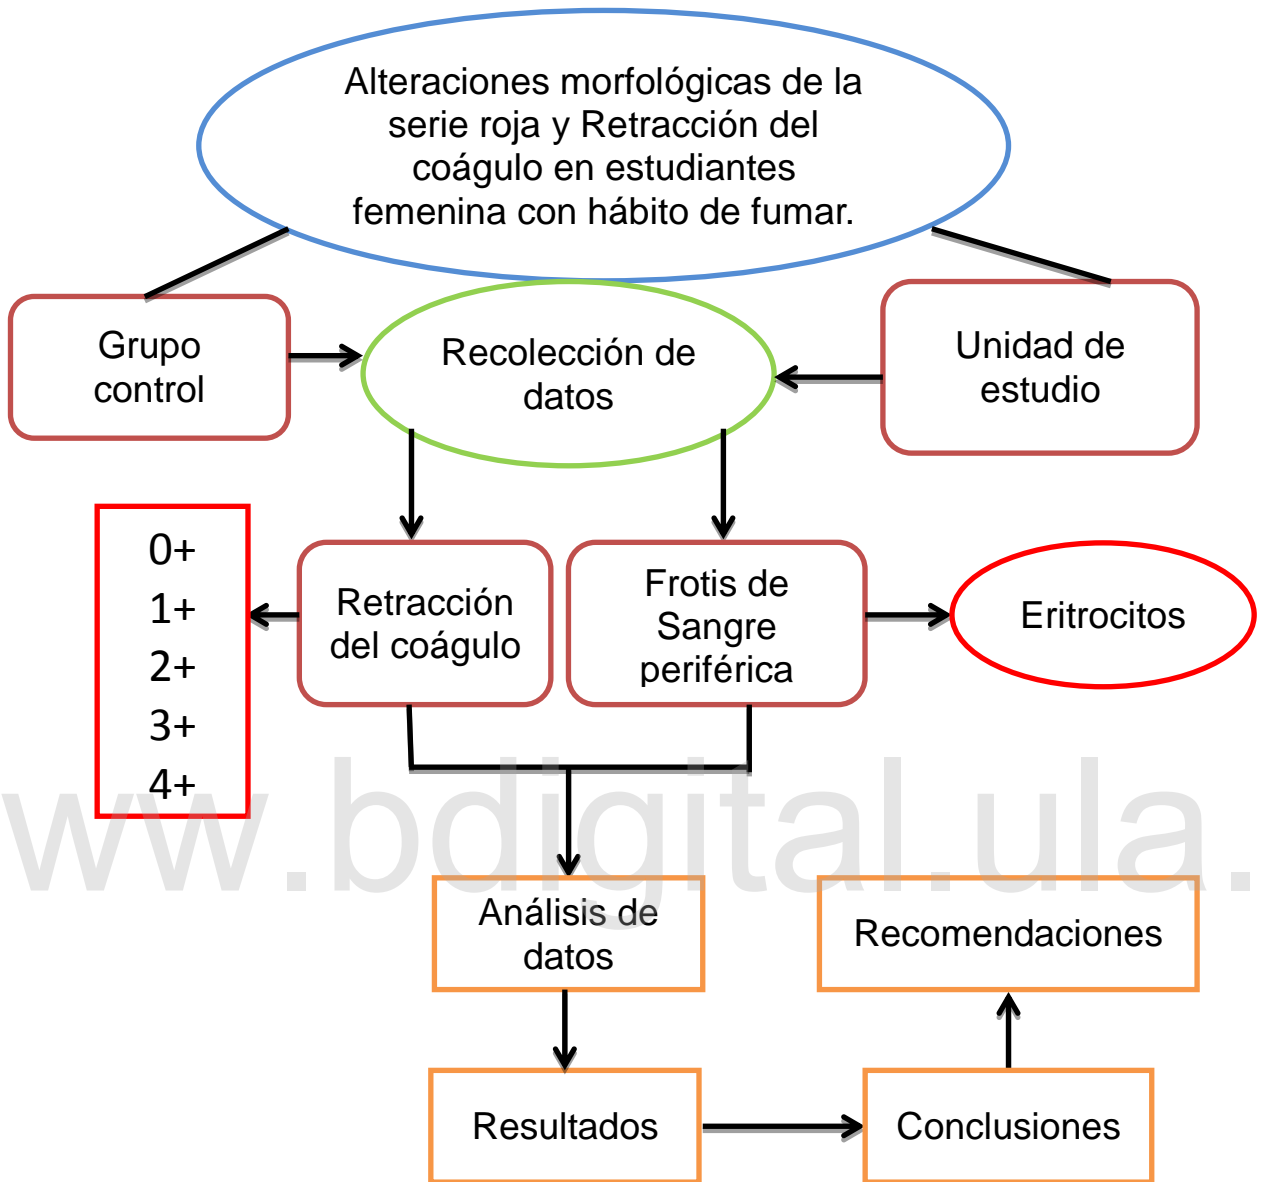 Alteraciones morfológicas de la
serie roja y Retracción del
coágulo en estudiantes
femenina con hábito de fumar.
Grupo
control
Recolección de
datos
Unidad de
estudio
0+
1+
2+
3+
4+
Retracción
del coágulo
Frotis de
Sangre
periférica
Eritrocitos
ww.bdigital.ula.
Análisis de
datos
Recomendaciones
Resultados
Conclusiones